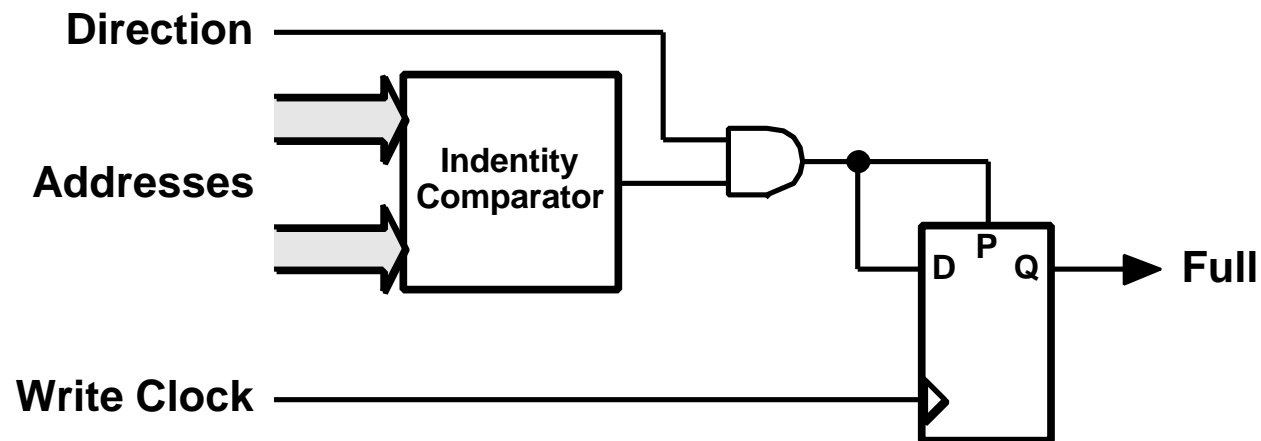 Direction
Addresses
Indentity
Comparator
P
D
Q
Full
Write Clock